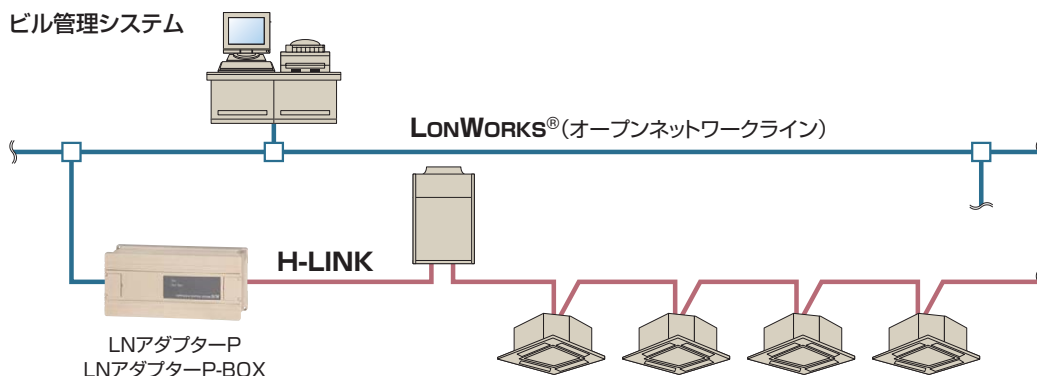 ビル管理システム
LONWORKS®(オープンネットワークライン)
H-LINK
LNアダプターP
LNアダプターP-BOX